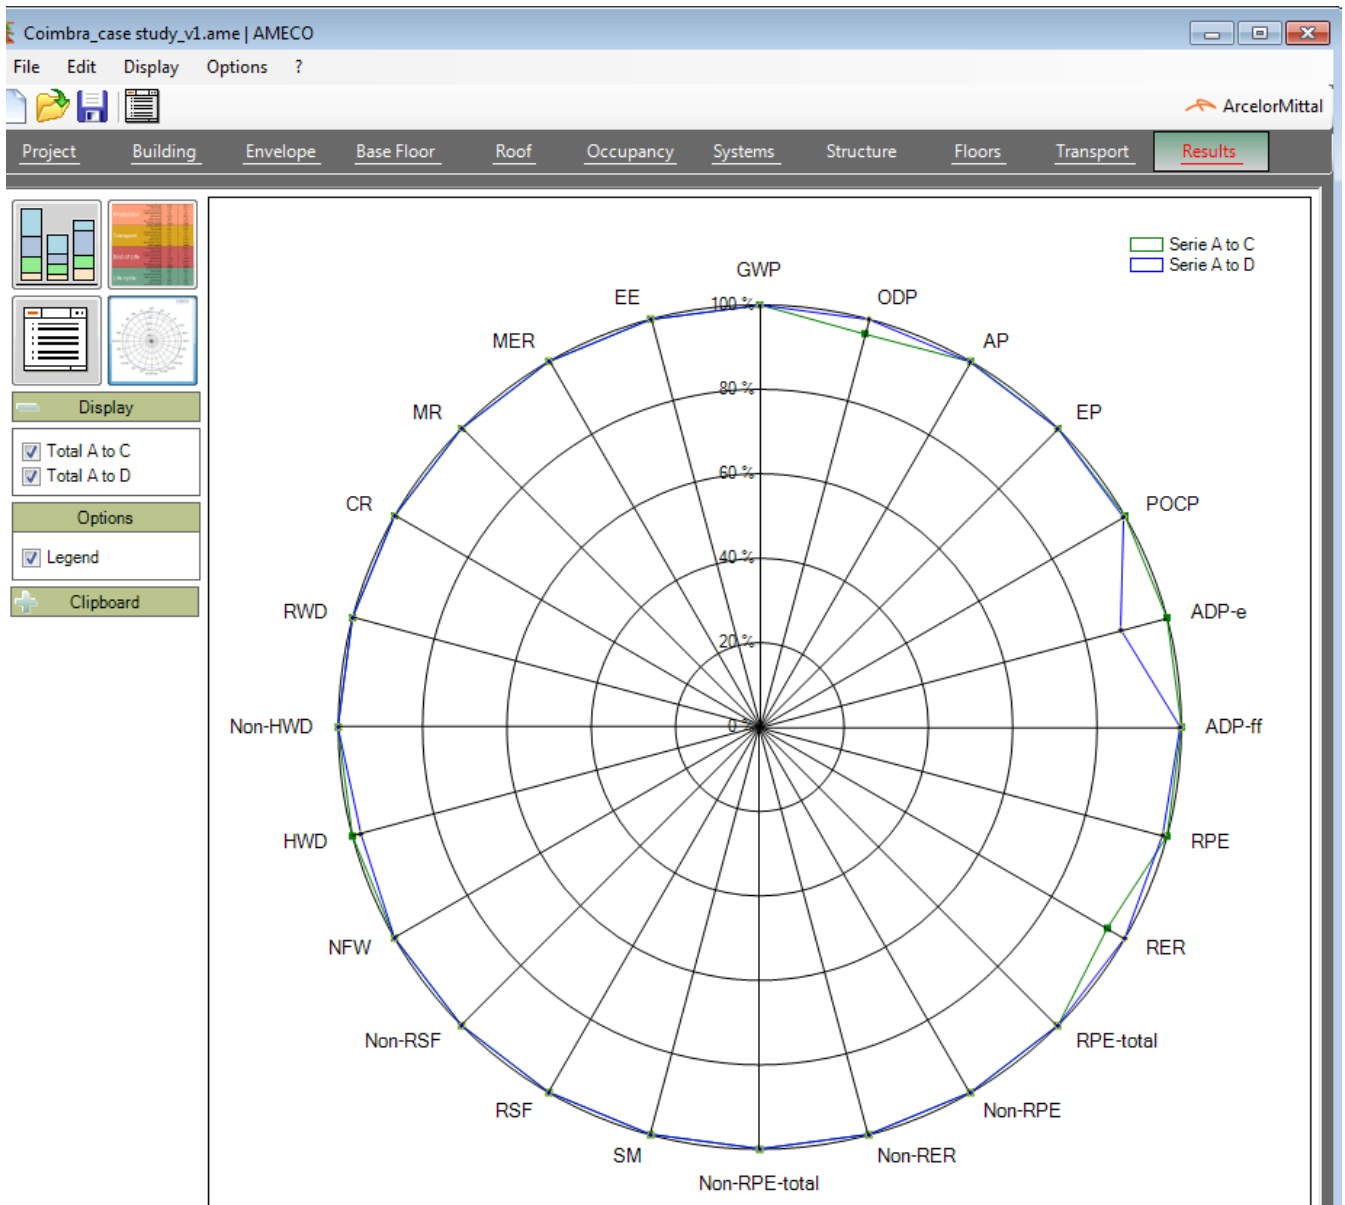 Coimbra_case study_v1.ame | AMECO
File Edit Display Options ?
ArcelorMittal
Project Building Envelope Base Floor Roof Occupancy Systems Structure Floors Transport Results
Display
Total A to C
Total A to D
Options
Legend
Clipboard
Serie A to C
Serie A to D
GWP
ODP
AP
EP
POCP
ADP-e
ADP-ff
RPE
RER
RPE-total
Non-RPE
Non-RER
Non-RPE-total
SM
RSF
Non-RSF
NFW
HWD
Non-HWD
RWD
CR
MR
MER
EE
100 %
80 %
60 %
40 %
20 %
0 %